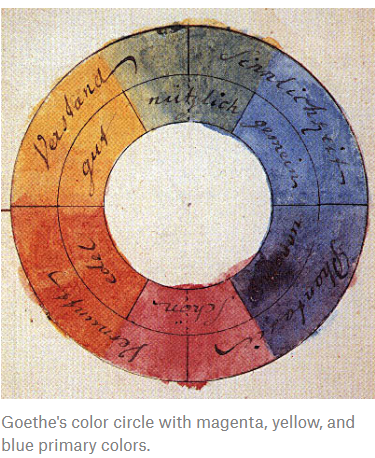 Verstand
Sinnlichkeit
Phantasie
Vernunft
gut
nützlich
gemein
schön
edel
Goethe's color circle with magenta, yellow, and
blue primary colors.